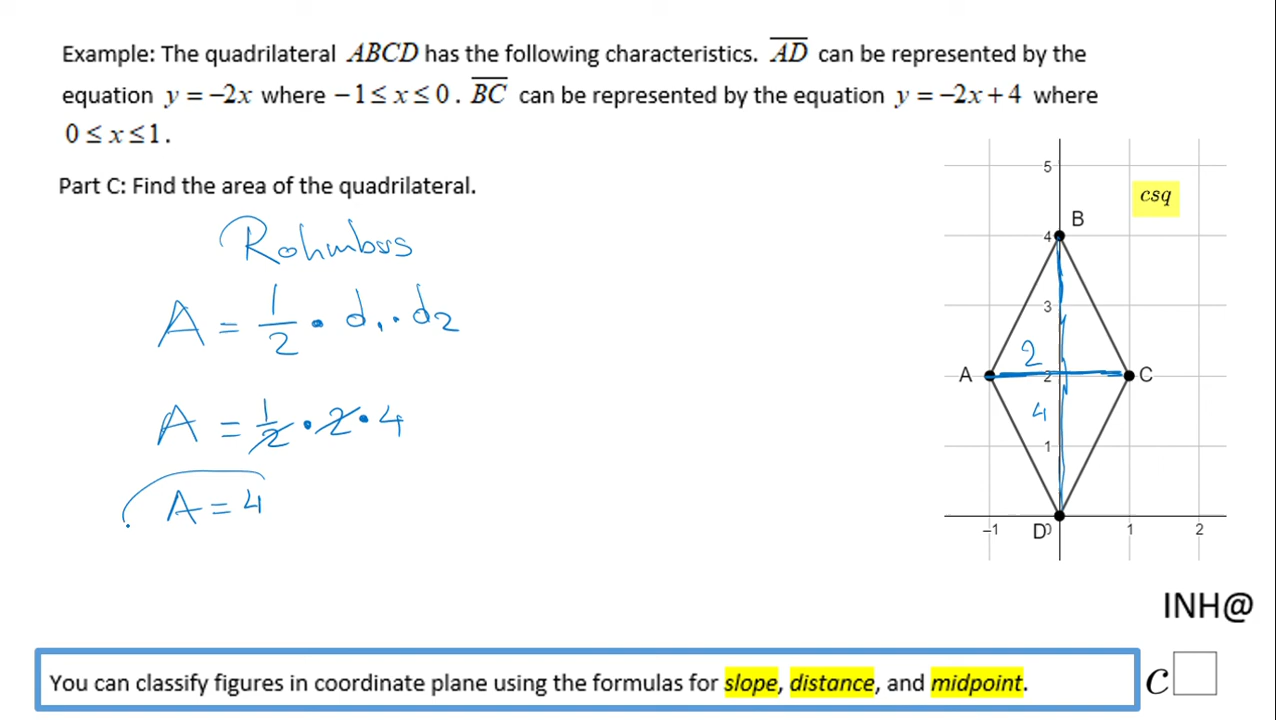 Example: The quadrilateral ABCD has the following characteristics. AD can be represented by the
equation y = −2x where −1 ≤ x ≤ 0. BC can be represented by the equation y = −2x + 4 where
0 ≤ x ≤ 1.
Part C: Find the area of the quadrilateral.
Rohmbus
A = 1/2 · d1 · d2
A = 1/2 · 2 · 4
A = 4
5
csq
B
4
3
2
A
2
C
4
1
−1
D
0
1
2
INH@
You can classify figures in coordinate plane using the formulas for slope, distance, and midpoint.
c